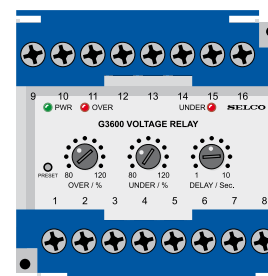 9 10 11 12 13 14 15 16
PWR OVER UNDER SELCO
G3600 VOLTAGE RELAY
PRESET 80 120 80 120 1 10
OVER / % UNDER / % DELAY / Sec.
1 2 3 4 5 6 7 8